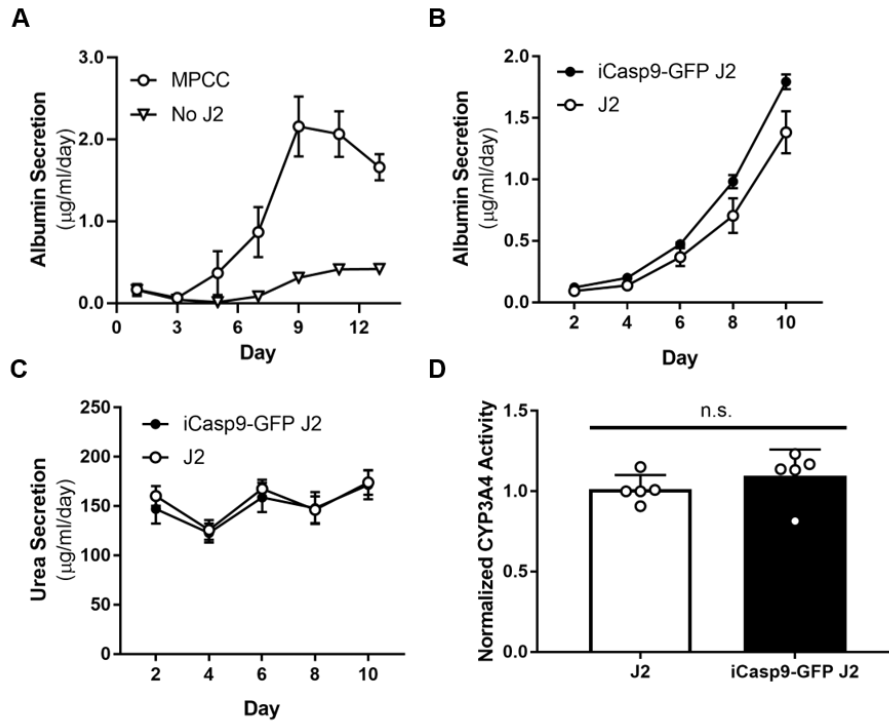 A
Albumin Secretion
(µg/ml/day)
3.0
2.0
1.0
0.0
MPCC
No J2
0
3
6
9
12
Day
B
Albumin Secretion
(µg/ml/day)
2.0
1.5
1.0
0.5
0.0
iCasp9-GFP J2
J2
2
4
6
8
10
Day
C
Urea Secretion
(µg/ml/day)
250
200
150
100
50
0
iCasp9-GFP J2
J2
2
4
6
8
10
Day
D
Normalized CYP3A4 Activity
1.5
1.0
0.5
0.0
n.s.
J2
iCasp9-GFP J2